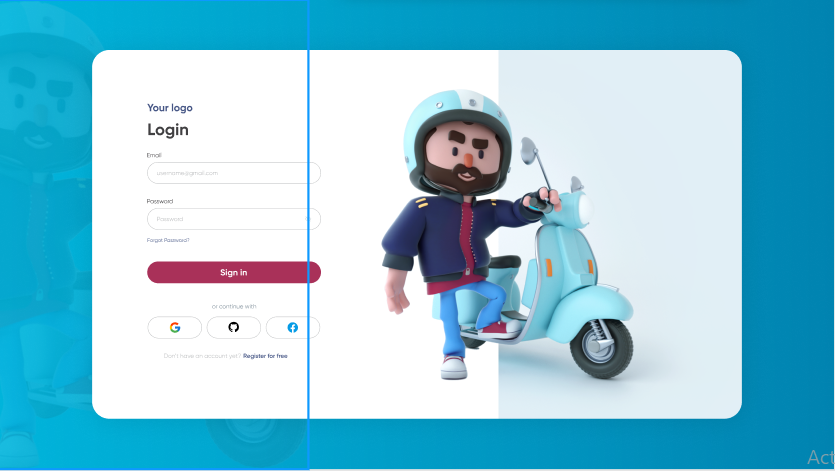 Your logo
Login
Email
username@gmail.com
Password
Password
Forgot Password?
Sign in
or continue with
Don't have an account yet? Register for free
Act